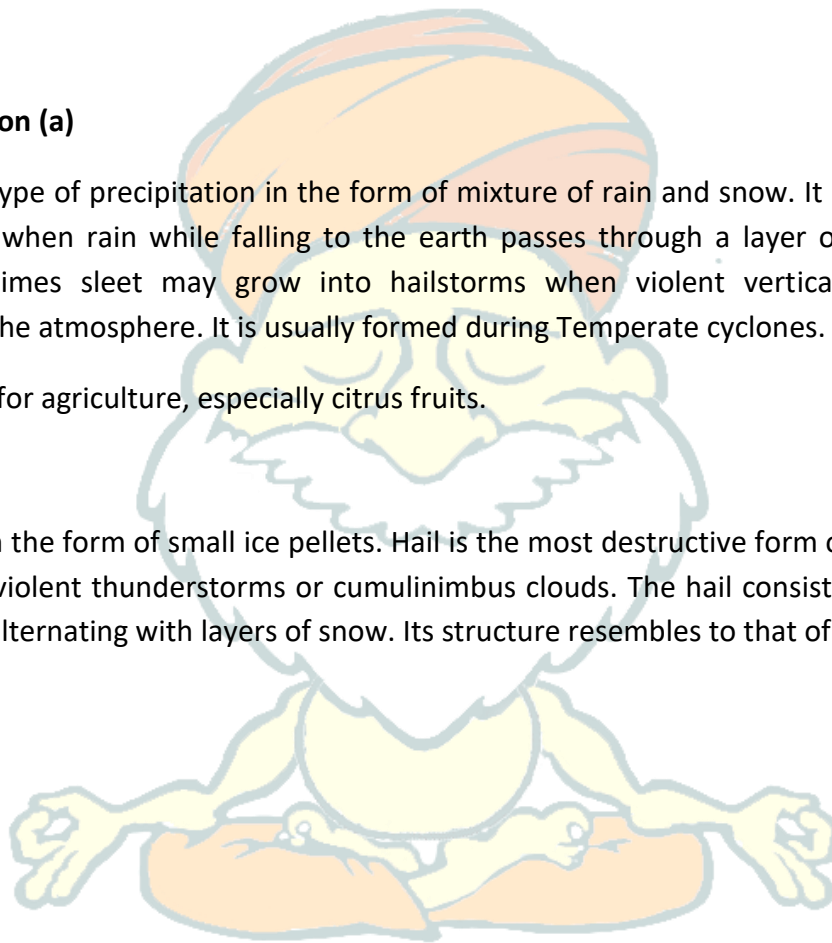 on (a)
ype of precipitation in the form of mixture of rain and snow. It
when rain while falling to the earth passes through a layer o
imes sleet may grow into hailstorms when violent vertica
he atmosphere. It is usually formed during Temperate cyclones.
for agriculture, especially citrus fruits.
the form of small ice pellets. Hail is the most destructive form o
violent thunderstorms or cumulinimbus clouds. The hail consist
lternating with layers of snow. Its structure resembles to that of